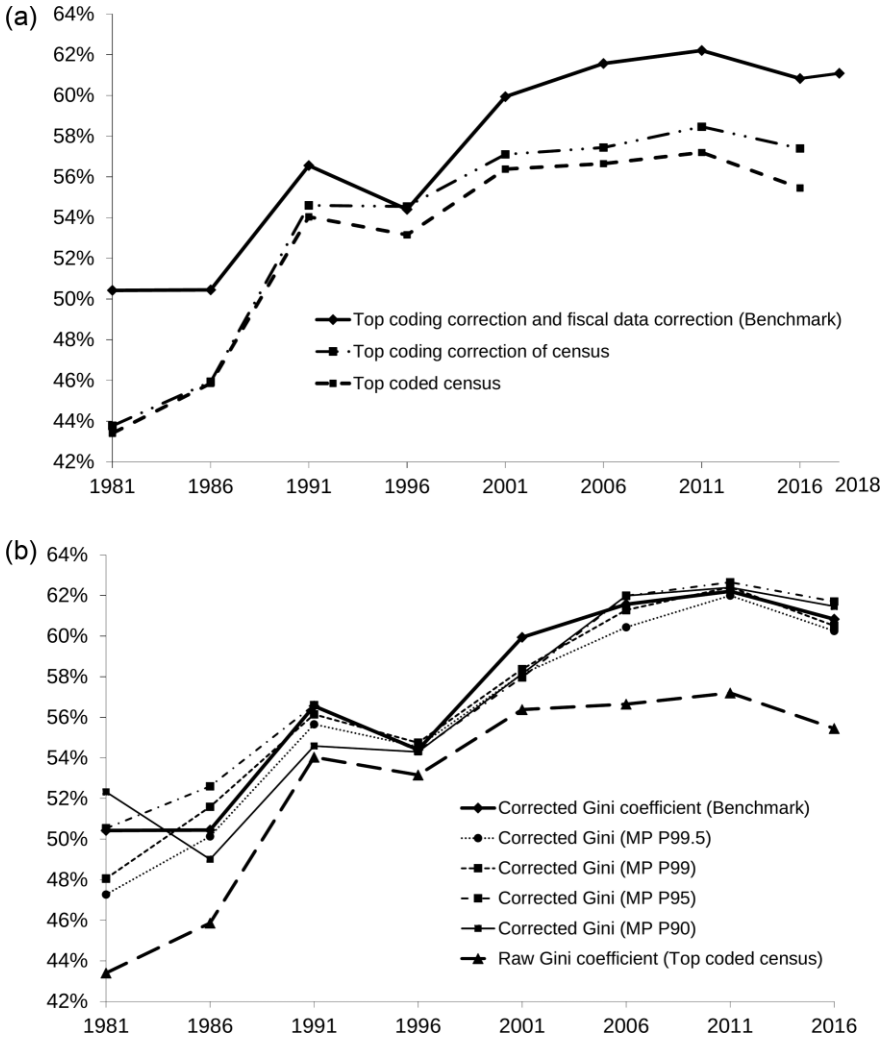 (a)
64%
62%
60%
58%
56%
54%
52%
50%
48%
46%
44%
42%
Top coding correction and fiscal data correction (Benchmark)
Top coding correction of census
Top coded census
1981 1986 1991 1996 2001 2006 2011 2016 2018
(b)
64%
62%
60%
58%
56%
54%
52%
50%
48%
46%
44%
42%
Corrected Gini coefficient (Benchmark)
Corrected Gini (MP P99.5)
Corrected Gini (MP P99)
Corrected Gini (MP P95)
Corrected Gini (MP P90)
Raw Gini coefficient (Top coded census)
1981 1986 1991 1996 2001 2006 2011 2016